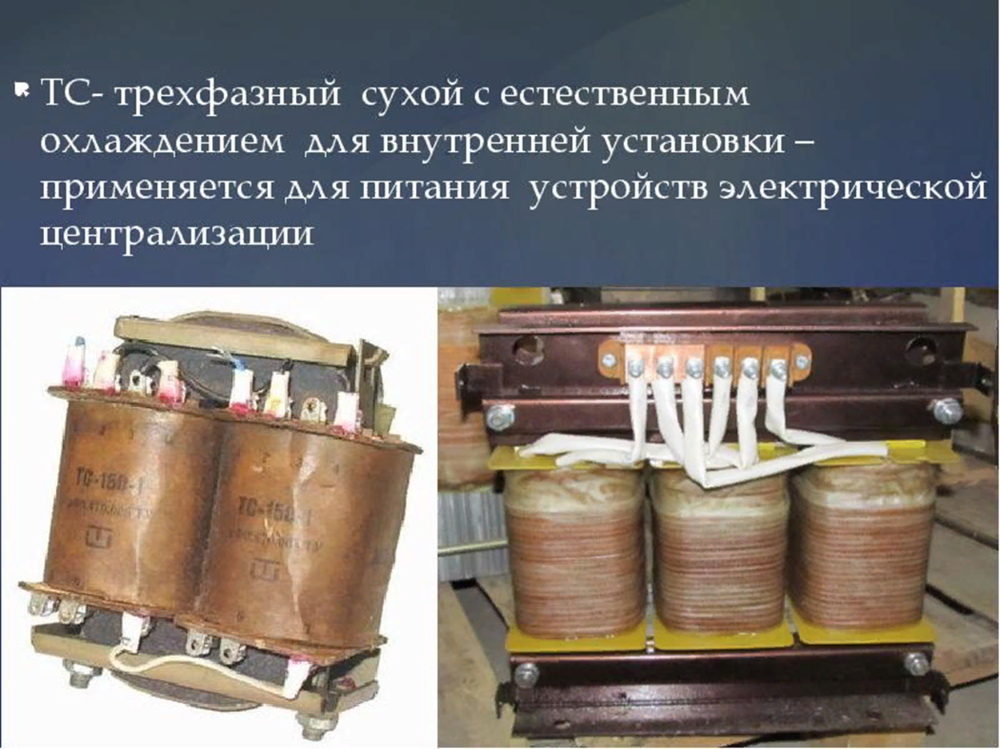 ТС- трехфазный сухой с естественным
охлаждением для внутренней установки –
применяется для питания устройств электрической
централизации
ТС-150-1
ТС-150-1